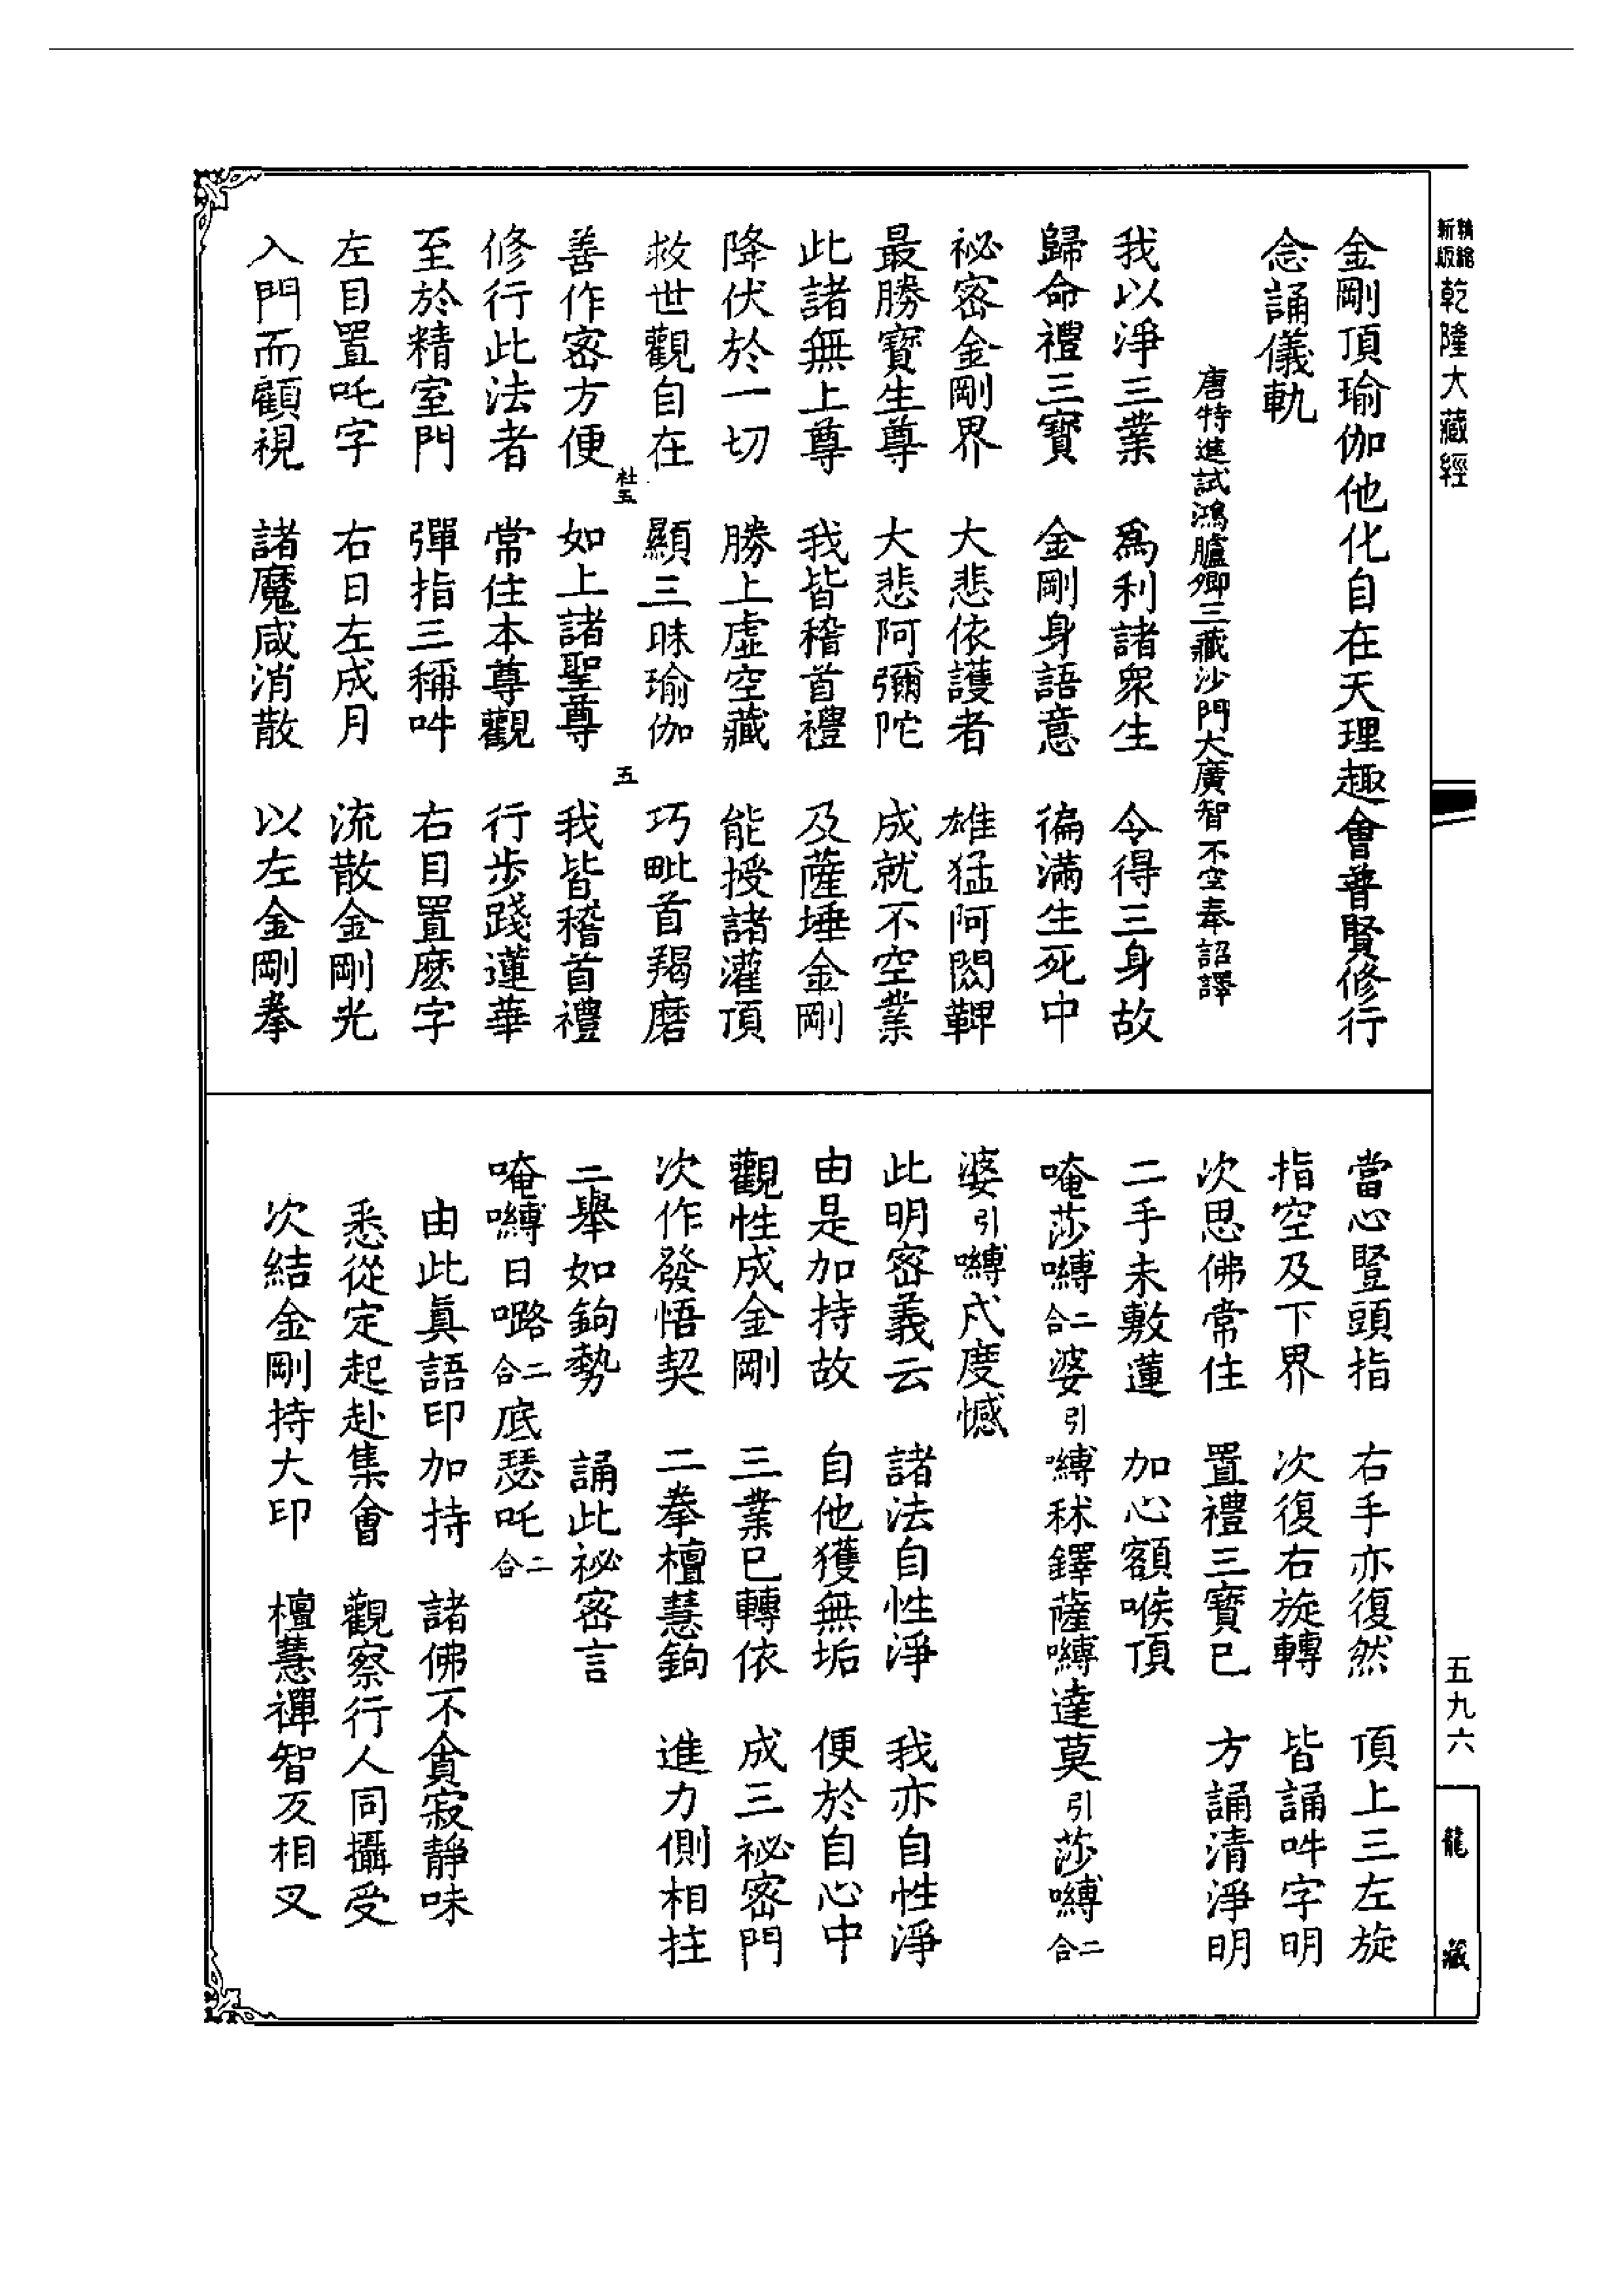 新版精縮乾隆大藏經
金剛頂瑜伽他化自在天理趣會普賢修行
念誦儀軌
唐特進試鴻臚卿三藏沙門大廣智不空奉詔譯
我以淨三業　為利諸衆生　令得三身故
歸命禮三寶　金剛身語意　徧滿生死中
祕密金剛界　大悲依護者　雄猛阿閦鞞
最勝寶生尊　大悲阿彌陀　成就不空業
此諸無上尊　我皆稽首禮　及薩埵金剛
降伏於一切　勝上虛空藏　能授諸灌頂
救世觀自在　顯三昧瑜伽　巧毗首羯磨
杜五　五
善作密方便　如上諸聖尊　我皆稽首禮
修行此法者　常住本尊觀　行步踐蓮華
至於精室門　彈指三稱吽　右目置麼字
左目置吒字　右日左成月　流散金剛光
入門而顧視　諸魔咸消散　以左金剛拳
當心豎頭指　右手亦復然　頂上三左旋
指空及下界　次復右旋轉　皆誦吽字明
次思佛常住　置禮三寶已　方誦清淨明
二手未敷蓮　加心額喉頂
唵莎嚩二合婆引嚩秫鐸薩嚩達莫引莎嚩二合
婆引嚩戍度憾
此明密義云　諸法自性淨　我亦自性淨
由是加持故　自他獲無垢　便於自心中
觀性成金剛　三業已轉依　成三祕密門
次作發悟契　二拳檀慧鉤　進力側相拄
二舉如鉤勢　誦此祕密言
唵嚩日𡀔二合底瑟吒二合
由此眞語印加持　諸佛不貪寂靜味
悉從定起赴集會　觀察行人同攝受
次結金剛持大印　檀慧禪智反相叉
五九六
龍藏